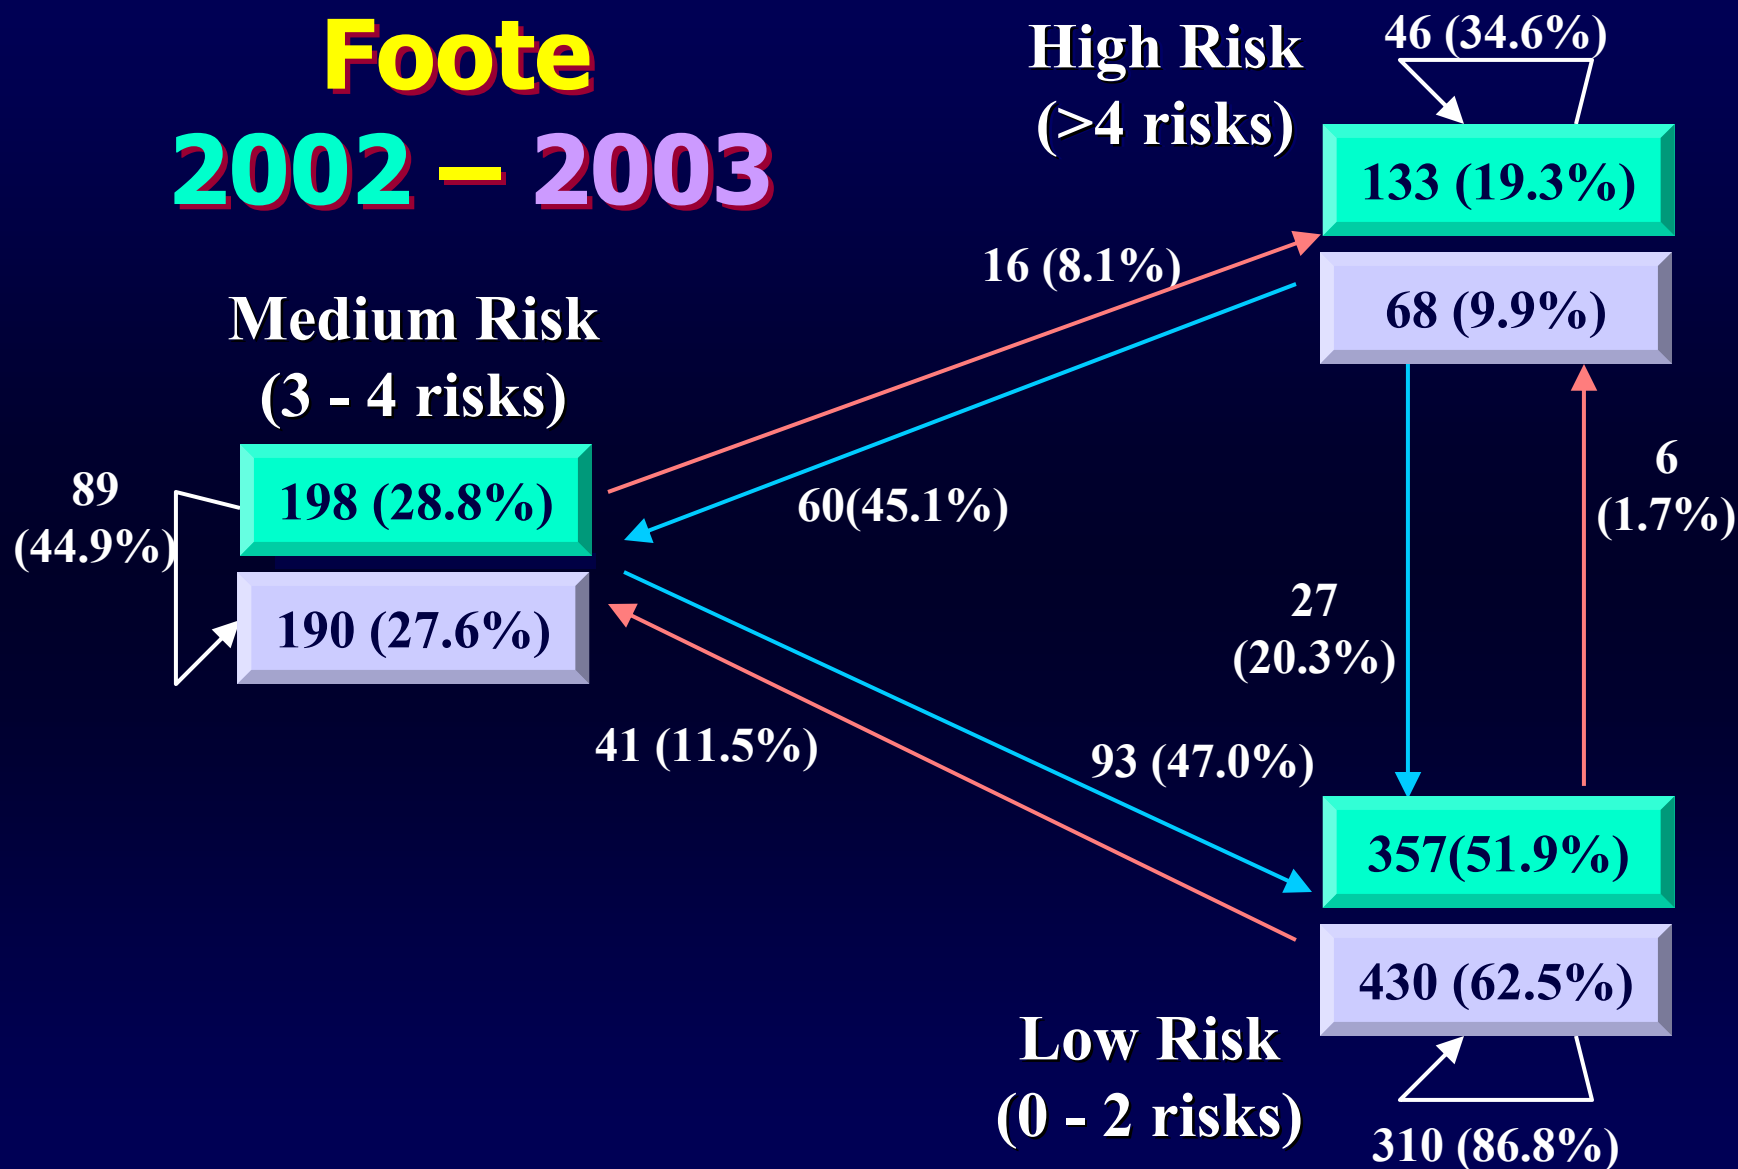 Foote
2002 – 2003
High Risk
(>4 risks)
46 (34.6%)
133 (19.3%)
68 (9.9%)
16 (8.1%)
Medium Risk
(3 - 4 risks)
89
(44.9%)
198 (28.8%)
190 (27.6%)
60(45.1%)
6
(1.7%)
27
(20.3%)
41 (11.5%)
93 (47.0%)
357(51.9%)
430 (62.5%)
Low Risk
(0 - 2 risks)
310 (86.8%)